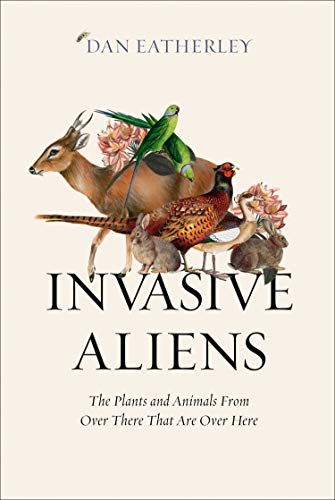 DAN EATHERLEY
INVASIVE
ALIENS
The Plants and Animals From
Over There That Are Over Here